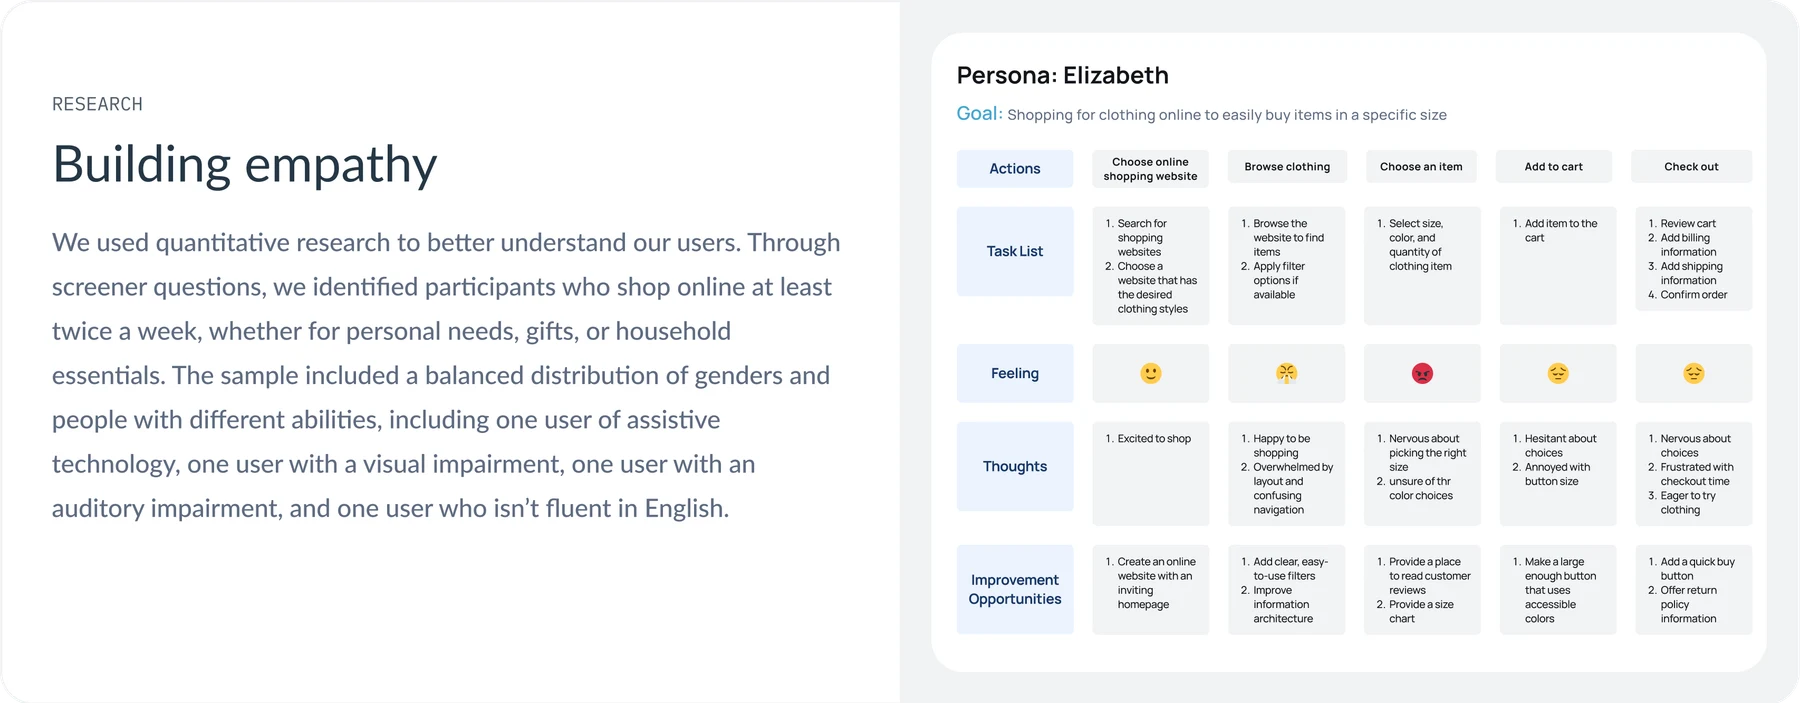 RESEARCH
Building empathy
We used quantitative research to better understand our users. Through
screener questions, we identified participants who shop online at least
twice a week, whether for personal needs, gifts, or household
essentials. The sample included a balanced distribution of genders and
people with different abilities, including one user of assistive
technology, one user with a visual impairment, one user with an
auditory impairment, and one user who isn’t fluent in English.
Persona: Elizabeth
Goal: Shopping for clothing online to easily buy items in a specific size
Actions
Choose online
shopping website
Browse clothing
Choose an item
Add to cart
Check out
Task List
1. Search for
shopping
websites
2. Choose a
website that has
the desired
clothing styles
1. Browse the
website to find
items
2. Apply filter
options if
available
1. Select size,
color, and
quantity of
clothing item
1. Add item to the
cart
1. Review cart
2. Add billing
information
3. Add shipping
information
4. Confirm order
Feeling
Thoughts
1. Excited to shop
1. Happy to be
shopping
2. Overwhelmed by
layout and
confusing
navigation
1. Nervous about
picking the right
size
2. unsure of thr
color choices
1. Hesitant about
choices
2. Annoyed with
button size
1. Nervous about
choices
2. Frustrated with
checkout time
3. Eager to try
clothing
Improvement
Opportunities
1. Create an online
website with an
inviting
homepage
1. Add clear, easy-
to-use filters
2. Improve
information
architecture
1. Provide a place
to read customer
reviews
2. Provide a size
chart
1. Make a large
enough button
that uses
accessible
colors
1. Add a quick buy
button
2. Offer return
policy
information